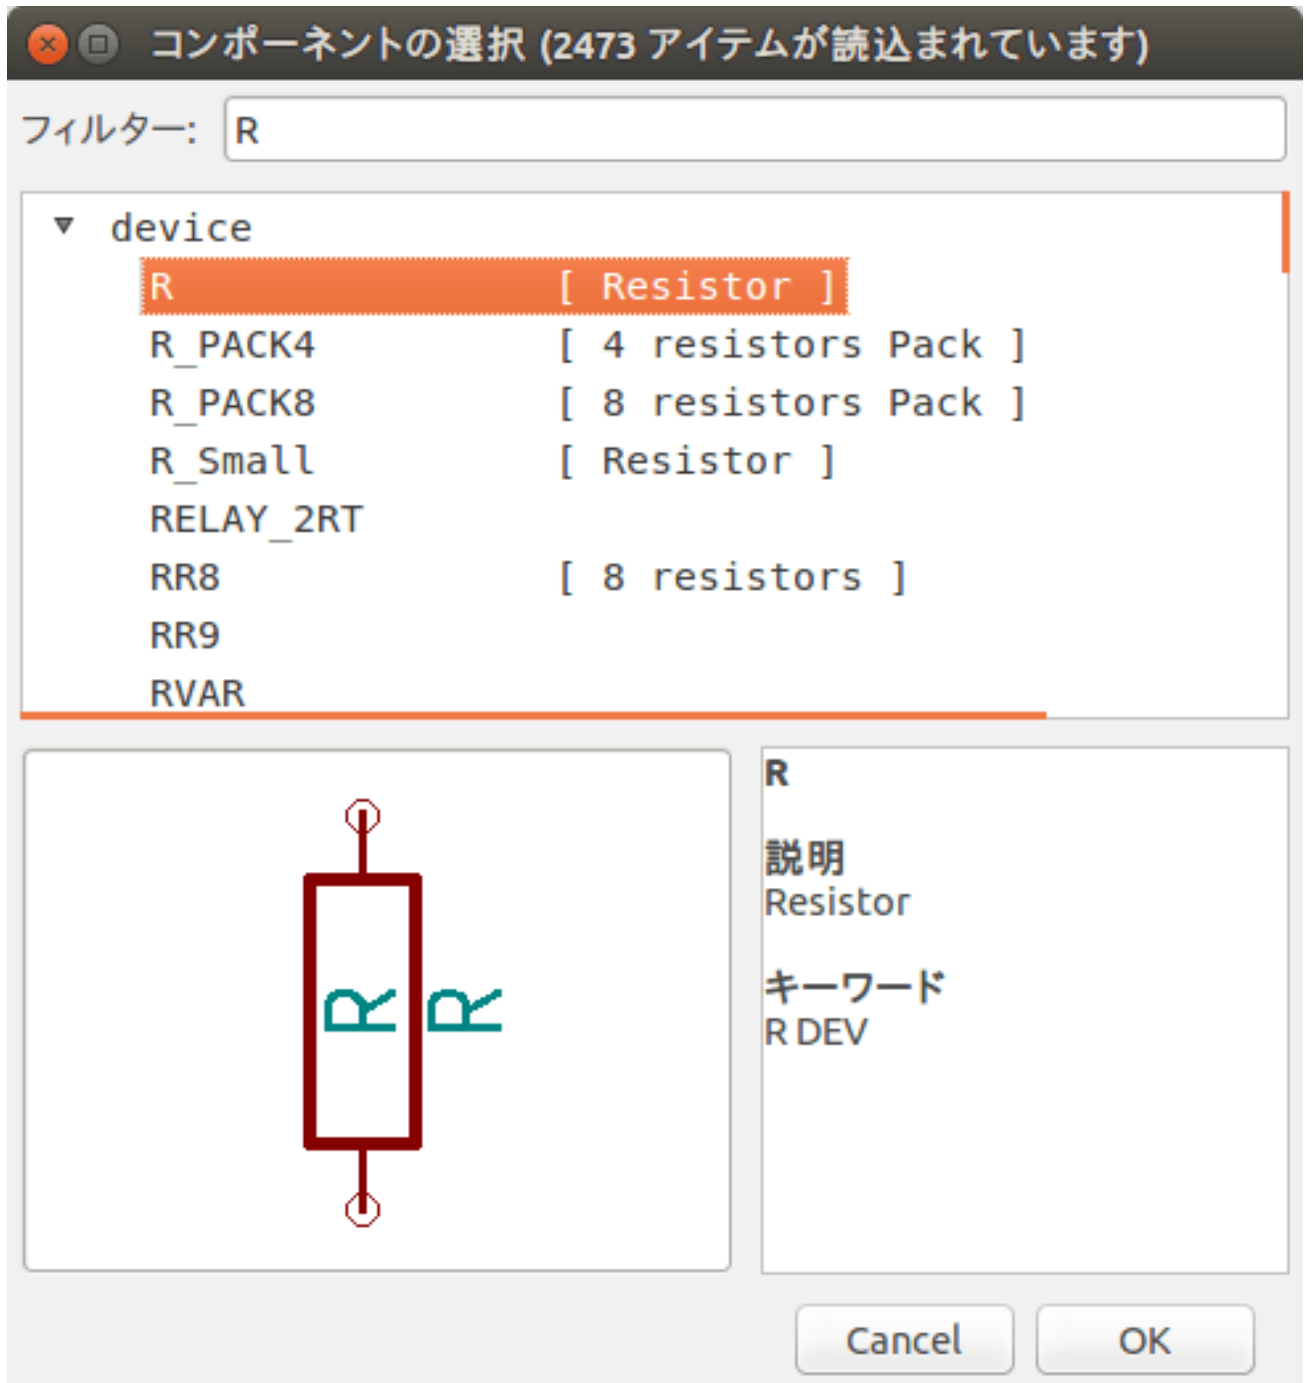 コンポーネントの選択 (2473 アイテムが読込まれています)
フィルター: R
device
R [ Resistor ]
R_PACK4 [ 4 resistors Pack ]
R_PACK8 [ 8 resistors Pack ]
R_Small [ Resistor ]
RELAY_2RT
RR8 [ 8 resistors ]
RR9
RVAR
R R
R
説明
Resistor
キーワード
R DEV
Cancel OK